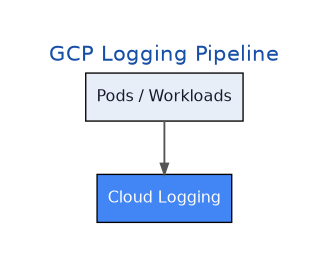 GCP Logging Pipeline
Pods / Workloads
Cloud Logging